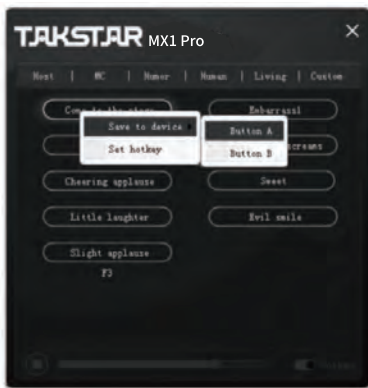 TAKSTAR MX1 Pro
Host | MC | Humor | Human | Living | Custom
Come to the stage
Embarrassl
Save to device
Button A
Set hotkey
Button B
screams
Cheering applause
Sweet
Little laughter
Evil smile
Slight applause
F3